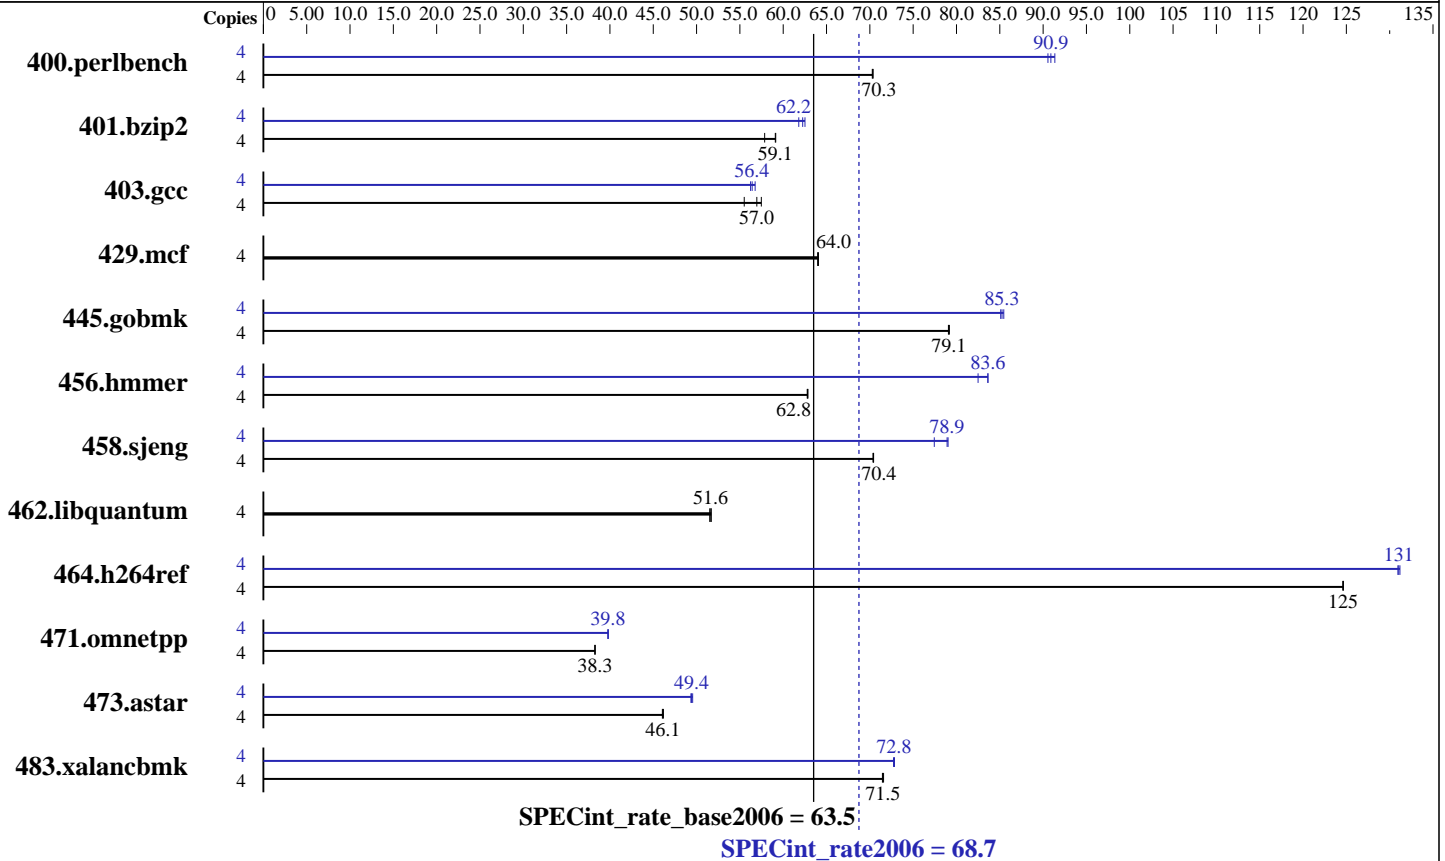 Copies 0 5.00 10.0 15.0 20.0 25.0 30.0 35.0 40.0 45.0 50.0 55.0 60.0 65.0 70.0 75.0 80.0 85.0 90.0 95.0 100 105 110 115 120 125 135
400.perlbench 4 90.9
4 70.3
401.bzip2 4 62.2
4 59.1
403.gcc 4 56.4
4 57.0
429.mcf 4 64.0
445.gobmk 4 85.3
4 79.1
456.hmmer 4 83.6
4 62.8
458.sjeng 4 78.9
4 70.4
462.libquantum 4 51.6
464.h264ref 4 131
4 125
471.omnetpp 4 39.8
4 38.3
473.astar 4 49.4
4 46.1
483.xalancbmk 4 72.8
4 71.5
SPECint_rate_base2006 = 63.5
SPECint_rate2006 = 68.7